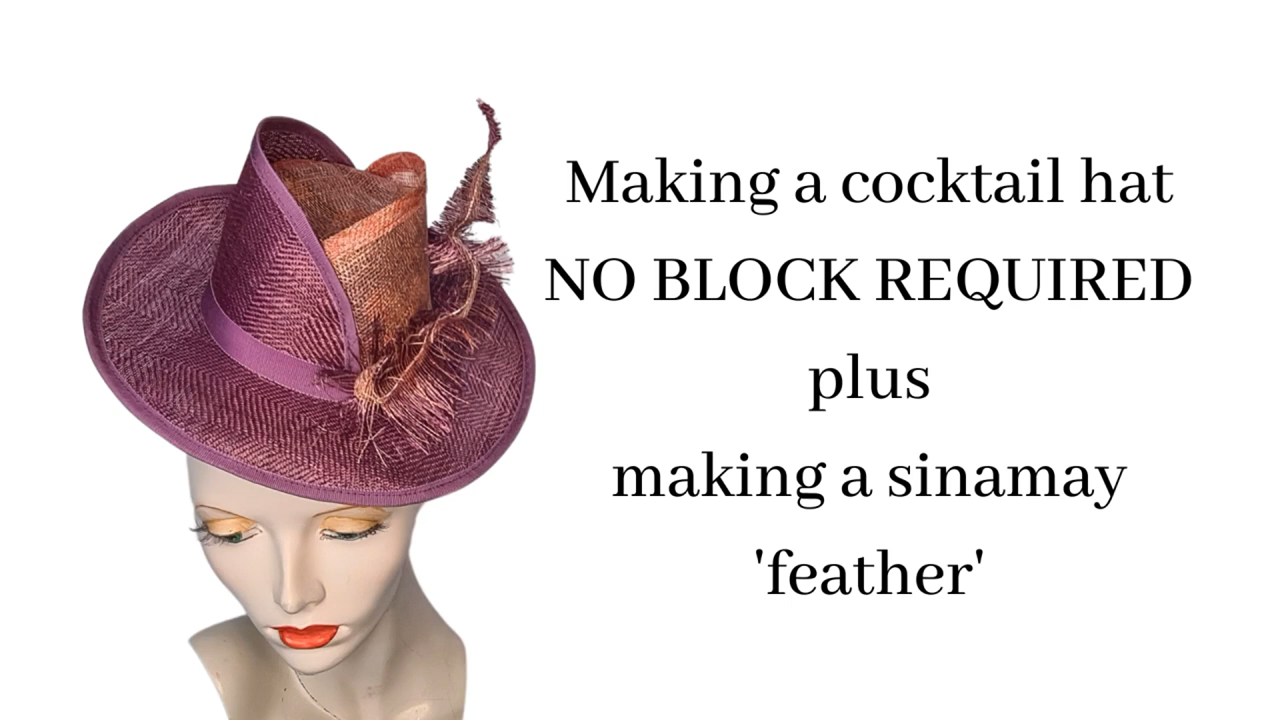 Making a cocktail hat
NO BLOCK REQUIRED
plus
making a sinamay
'feather'